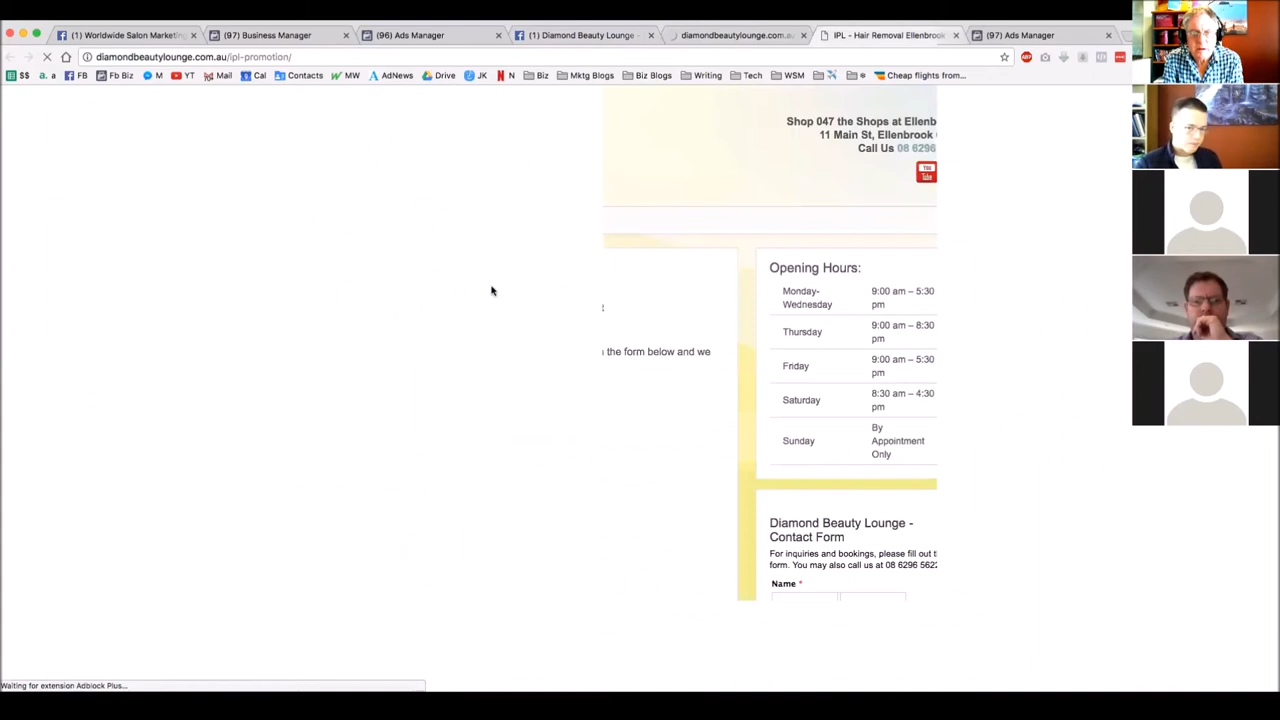 (1) Worldwide Salon Marketing
(97) Business Manager
(96) Ads Manager
(1) Diamond Beauty Lounge -
diamondbeautylounge.com.au
IPL - Hair Removal Ellenbrook
(97) Ads Manager
diamondbeautylounge.com.au/ipl-promotion/
$$ a. a FB Fb Biz M YT Mail Cal Contacts MW AdNews Drive JK N Biz Mktg Blogs Biz Blogs Writing Tech WSM Cheap flights from...
Shop 047 the Shops at Ellenb
11 Main St, Ellenbrook
Call Us 08 6296
You
Tube
the form below and we
Opening Hours:
Monday- 9:00 am – 5:30
Wednesday pm
Thursday 9:00 am – 8:30
pm
Friday 9:00 am – 5:30
pm
Saturday 8:30 am – 4:30
pm
By
Sunday Appointment
Only
Diamond Beauty Lounge -
Contact Form
For inquiries and bookings, please fill out
form. You may also call us at 08 6296 5622
Name *
Waiting for extension Adblock Plus...